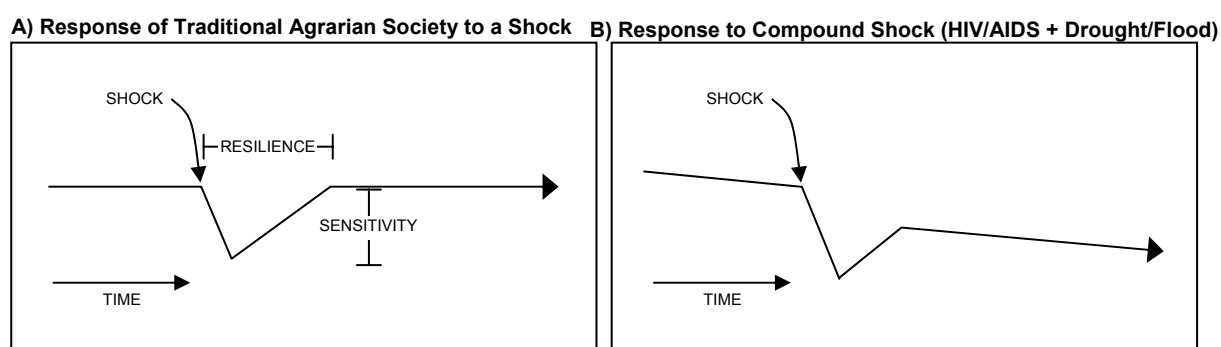 A) Response of Traditional Agrarian Society to a Shock
SHOCK
RESILIENCE
SENSITIVITY
TIME
B) Response to Compound Shock (HIV/AIDS + Drought/Flood)
SHOCK
TIME